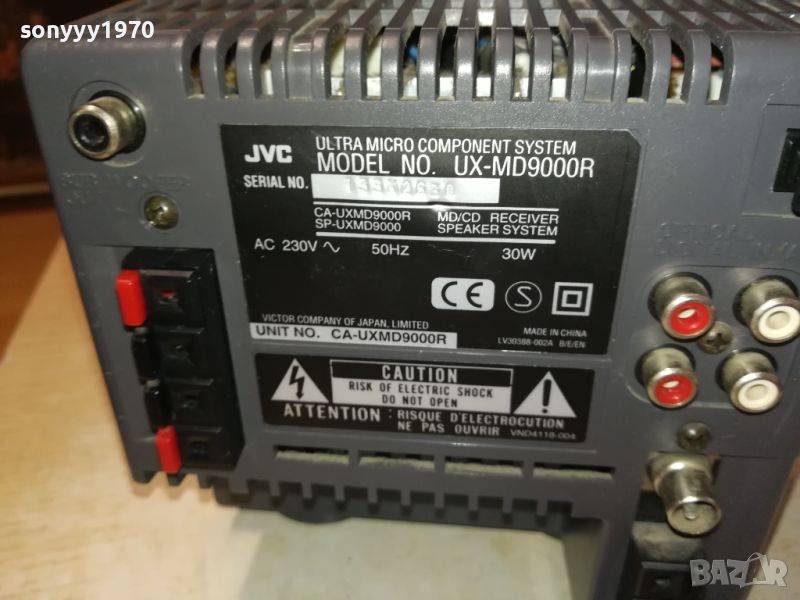 sonyyy1970
JVC
ULTRA MICRO COMPONENT SYSTEM
MODEL NO. UX-MD9000R
SERIAL NO.
CA-UXMD9000R MD/CD RECEIVER
SP-UXMD9000 SPEAKER SYSTEM
AC 230V ~ 50HZ 30W
CE S
VICTOR COMPANY OF JAPAN, LIMITED
MADE IN CHINA
UNIT NO. CA-UXMD9000R
LV39388-002A B/E/EN
CAUTION
RISK OF ELECTRIC SHOCK
DO NOT OPEN
ATTENTION : RISQUE D'ELECTROCUTION
NE PAS OUVRIR VND4118-004
BAZAR